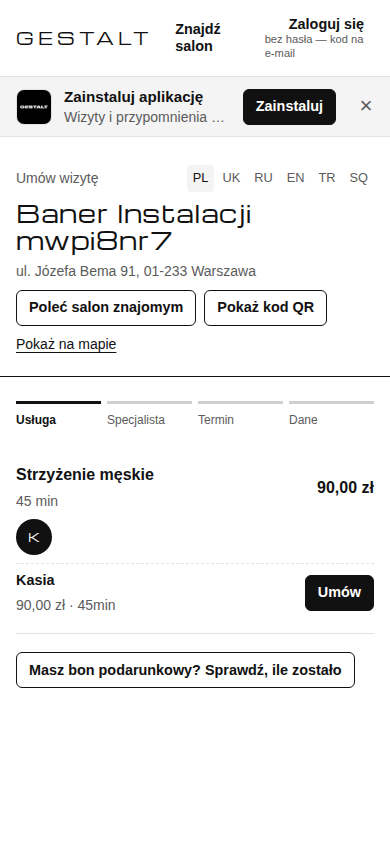 GESTALT
Znajdź
salon
Zaloguj się
bez hasła — kod na
e-mail
GESTALT
Zainstaluj aplikację
Wizyty i przypomnienia …
Zainstaluj
×
Umów wizytę
PL UK RU EN TR SQ
Baner Instalacji
mwpi8nr7
ul. Józefa Bema 91, 01-233 Warszawa
Poleć salon znajomym
Pokaż kod QR
Pokaż na mapie
Usługa Specjalista Termin Dane
Strzyżenie męskie
90,00 zł
45 min
K
Kasia
90,00 zł · 45min
Umów
Masz bon podarunkowy? Sprawdź, ile zostało